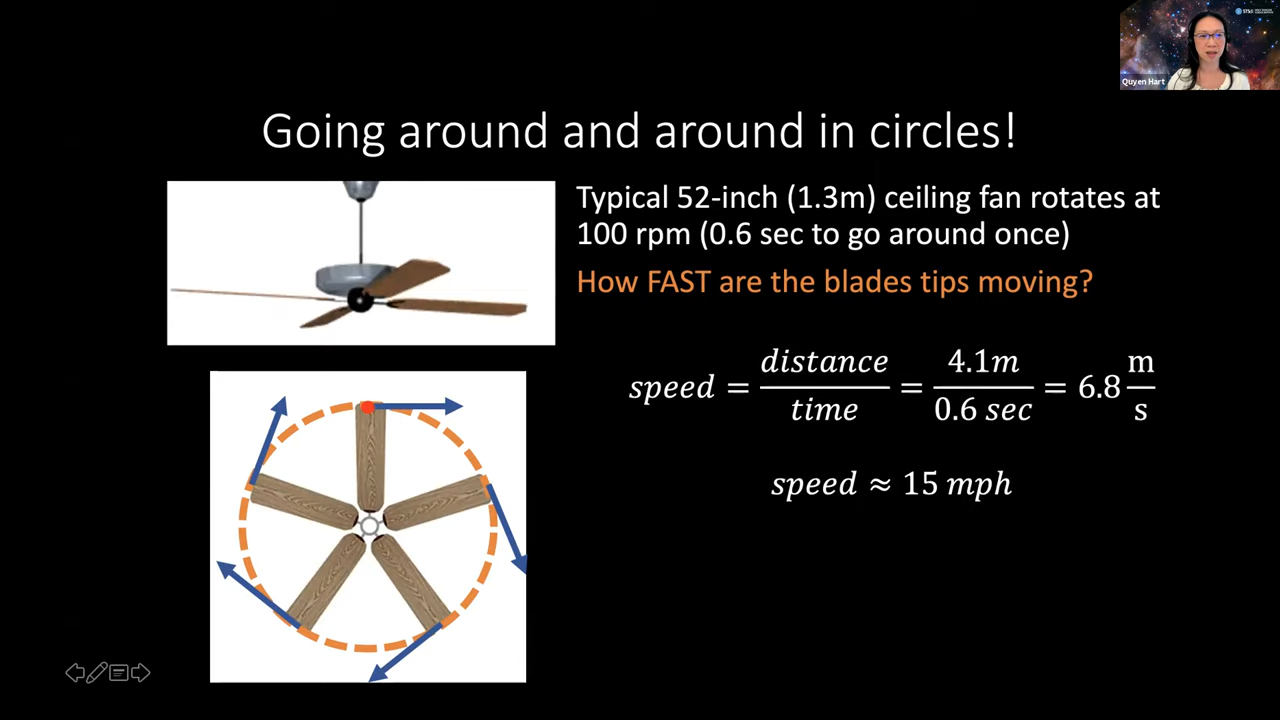 Quyen Hart
Going around and around in circles!
Typical 52-inch (1.3m) ceiling fan rotates at
100 rpm (0.6 sec to go around once)
How FAST are the blades tips moving?
speed = distance/time = 4.1m/0.6 sec = 6.8 m/s
speed ≈ 15 mph